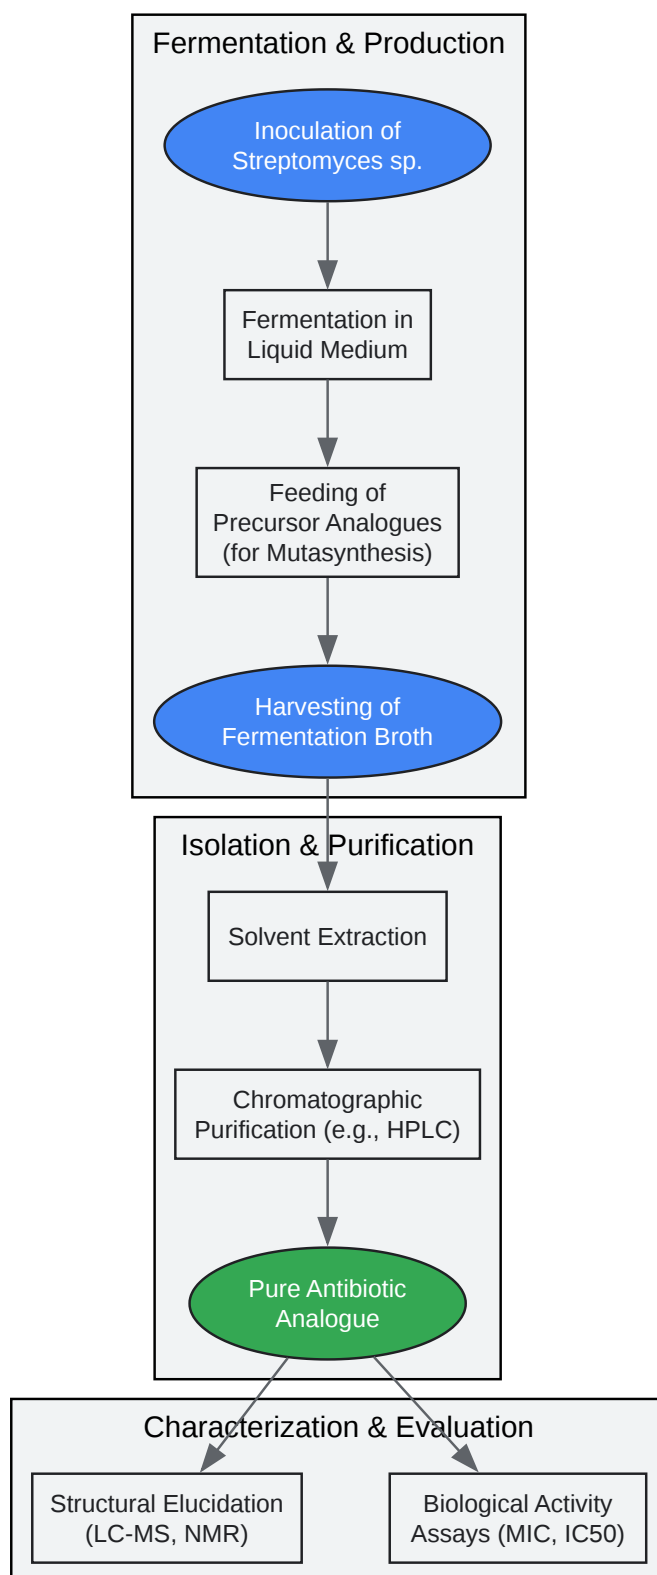 Fermentation & Production
Inoculation of
Streptomyces sp.
Fermentation in
Liquid Medium
Feeding of
Precursor Analogues
(for Mutasynthesis)
Harvesting of
Fermentation Broth
Isolation & Purification
Solvent Extraction
Chromatographic
Purification (e.g., HPLC)
Pure Antibiotic
Analogue
Characterization & Evaluation
Structural Elucidation
(LC-MS, NMR)
Biological Activity
Assays (MIC, IC50)